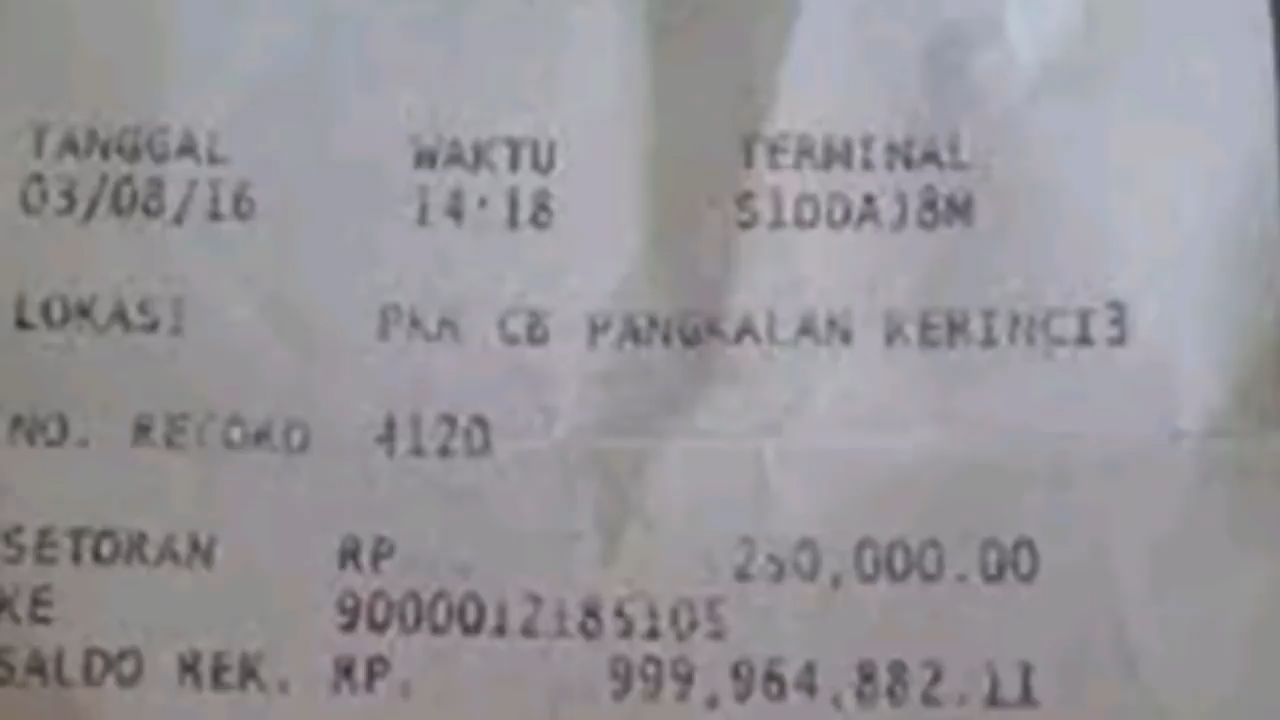 TANGGAL WAKTU TERMINAL
03/08/16 14:18 S1DDAJ8M
LOKASI PKR CB PANGKALAN KERINCI3
NO. RECORD 4120
SETORAN RP 250,000.00
KE 9000012185105
SALDO REK. RP. 999,964,882.11